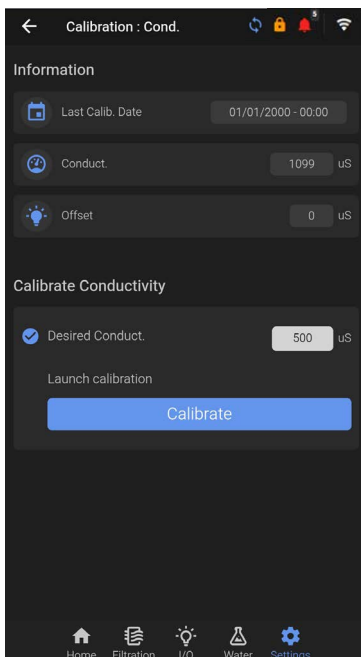 Calibration : Cond.
5
Information
Last Calib. Date 01/01/2000 - 00:00
Conduct. 1099 uS
Offset 0 uS
Calibrate Conductivity
Desired Conduct. 500 uS
Launch calibration
Calibrate
Home Filtration I/O Water Settings